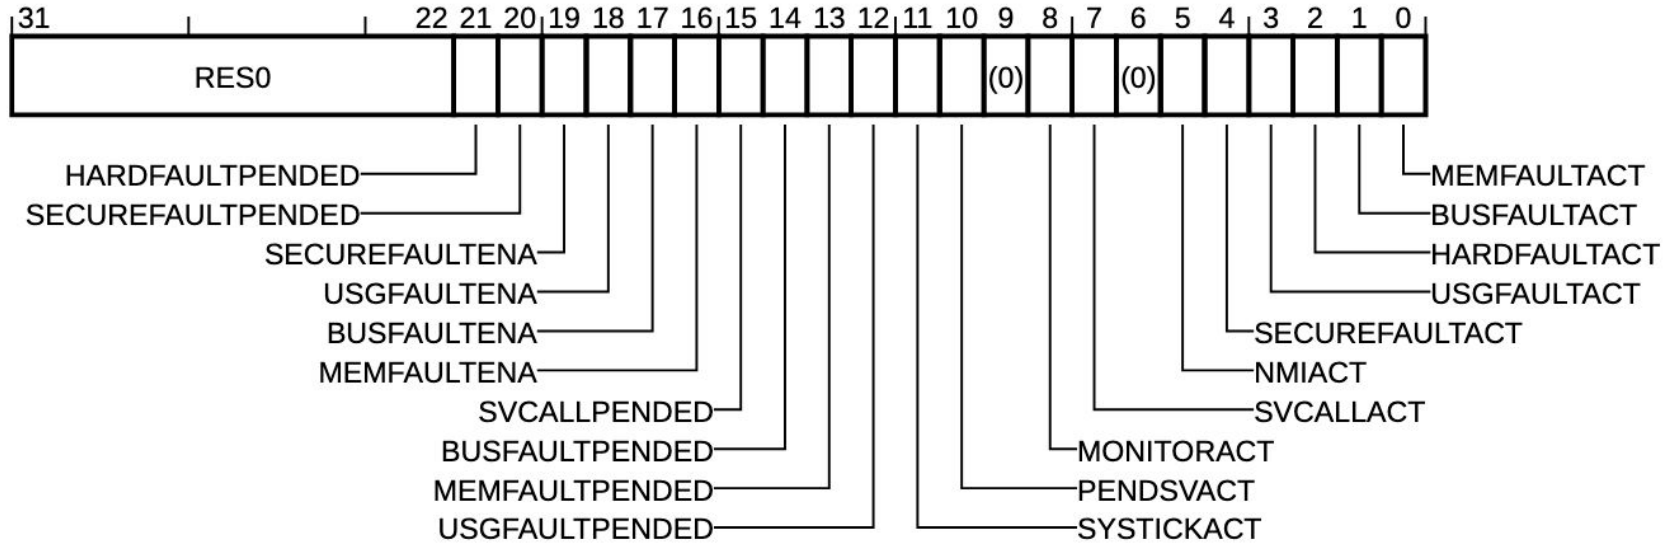 31 22 21 20 19 18 17 16 15 14 13 12 11 10 9 8 7 6 5 4 3 2 1 0
RES0 (0) (0)
HARDFAULTPENDED MEMFAULTACT
SECUREFAULTPENDED BUSFAULTACT
SECUREFAULTENA HARDFAULTACT
USGFAULTENA USGFAULTACT
BUSFAULTENA SECUREFAULTACT
MEMFAULTENA NMIACT
SVCALLPENDED SVCALLACT
BUSFAULTPENDED MONITORACT
MEMFAULTPENDED PENDSVACT
USGFAULTPENDED SYSTICKACT